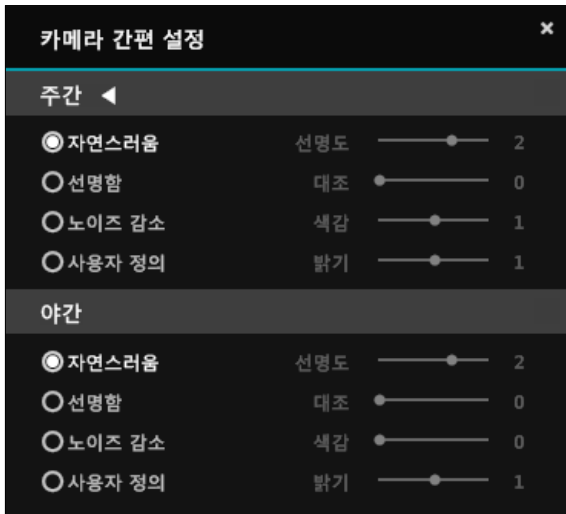 카메라 간편 설정
주간
자연스러움 선명도 2
선명함 대조 0
노이즈 감소 색감 1
사용자 정의 밝기 1
야간
자연스러움 선명도 2
선명함 대조 0
노이즈 감소 색감 0
사용자 정의 밝기 1